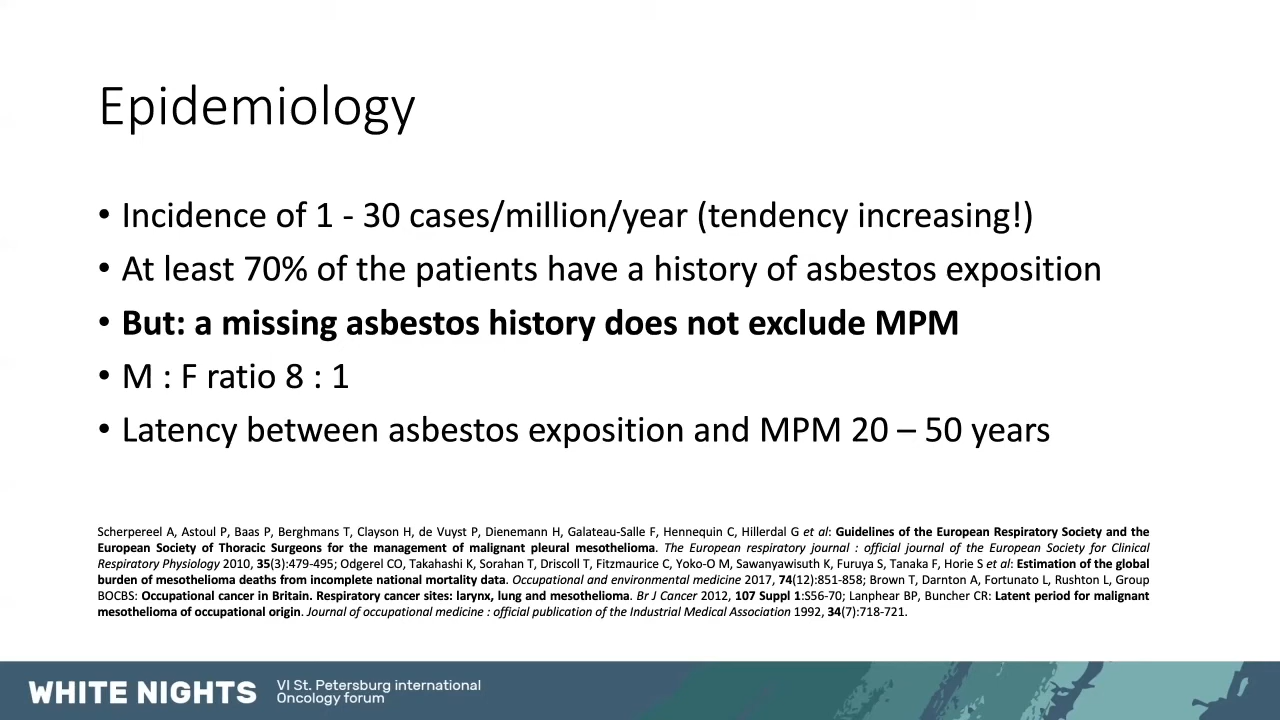 Epidemiology
• Incidence of 1 - 30 cases/million/year (tendency increasing!)
• At least 70% of the patients have a history of asbestos exposition
• But: a missing asbestos history does not exclude MPM
• M : F ratio 8 : 1
• Latency between asbestos exposition and MPM 20 – 50 years
Scherpereel A, Astoul P, Baas P, Berghmans T, Clayson H, de Vuyst P, Dienemann H, Galateau-Salle F, Hennequin C, Hillerdal G et al: Guidelines of the European Respiratory Society and the
European Society of Thoracic Surgeons for the management of malignant pleural mesothelioma. The European respiratory journal : official journal of the European Society for Clinical
Respiratory Physiology 2010, 35(3):479-495; Odgerel CO, Takahashi K, Sorahan T, Driscoll T, Fitzmaurice C, Yoko-O M, Sawanyawisuth K, Furuya S, Tanaka F, Horie S et al: Estimation of the global
burden of mesothelioma deaths from incomplete national mortality data. Occupational and environmental medicine 2017, 74(12):851-858; Brown T, Darnton A, Fortunato L, Rushton L, Group
BOCBS: Occupational cancer in Britain. Respiratory cancer sites: larynx, lung and mesothelioma. Br J Cancer 2012, 107 Suppl 1:S56-70; Lanphear BP, Buncher CR: Latent period for malignant
mesothelioma of occupational origin. Journal of occupational medicine : official publication of the Industrial Medical Association 1992, 34(7):718-721.
WHITE NIGHTS
VI St. Petersburg international
Oncology forum